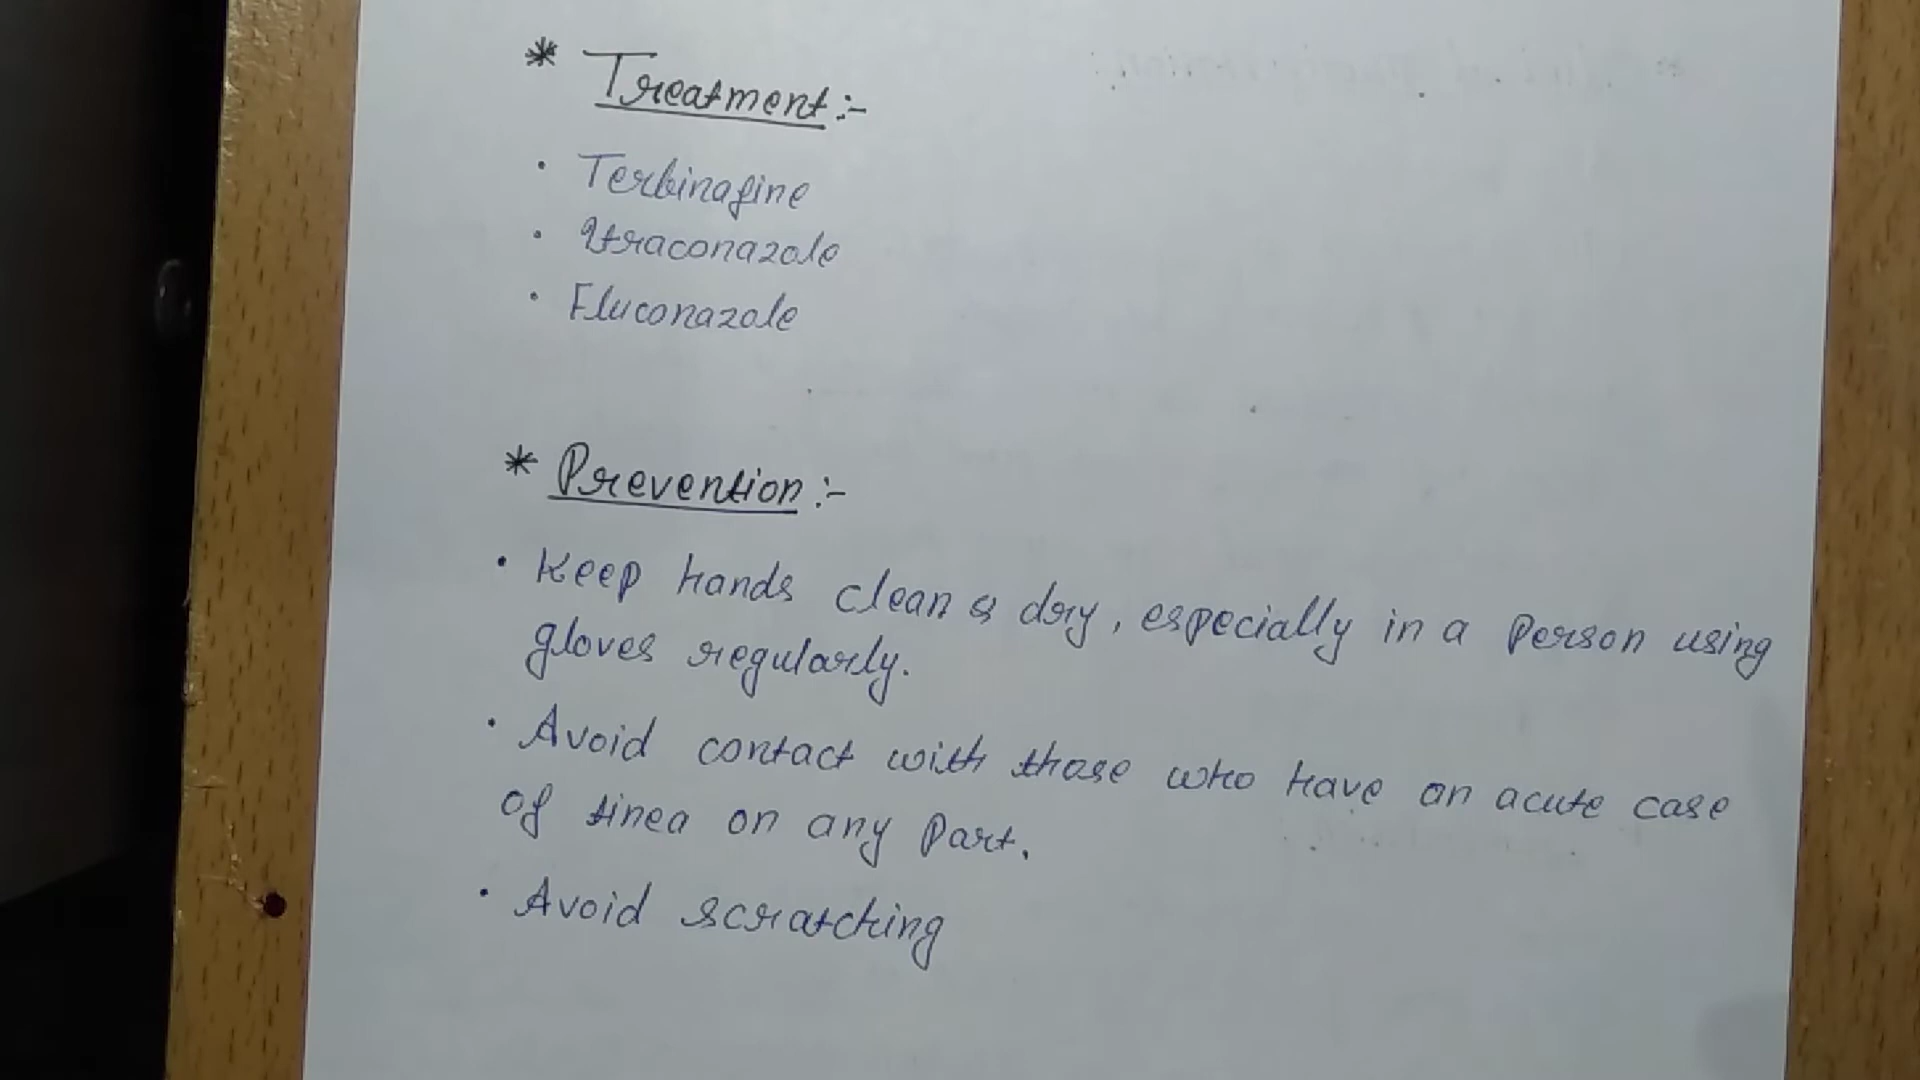 * Treatment :-
• Terbinafine
• Itraconazole
• Fluconazole
* Prevention :-
• Keep hands clean & dry, especially in a person using
gloves regularly.
• Avoid contact with those who have an acute case
of tinea on any part.
• Avoid scratching